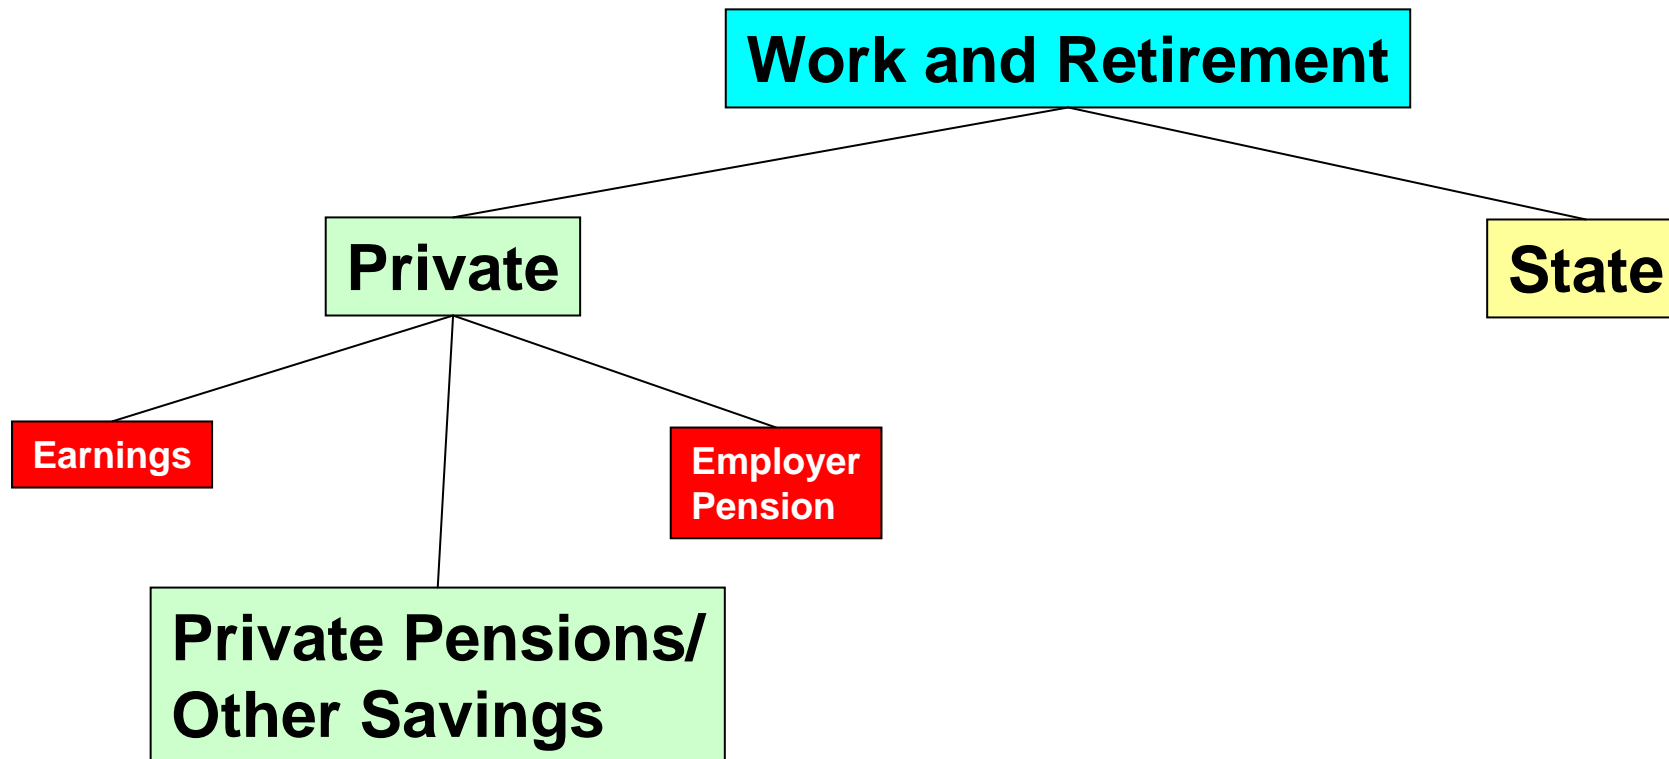 Work and Retirement
Private
State
Earnings
Employer
Pension
Private Pensions/
Other Savings